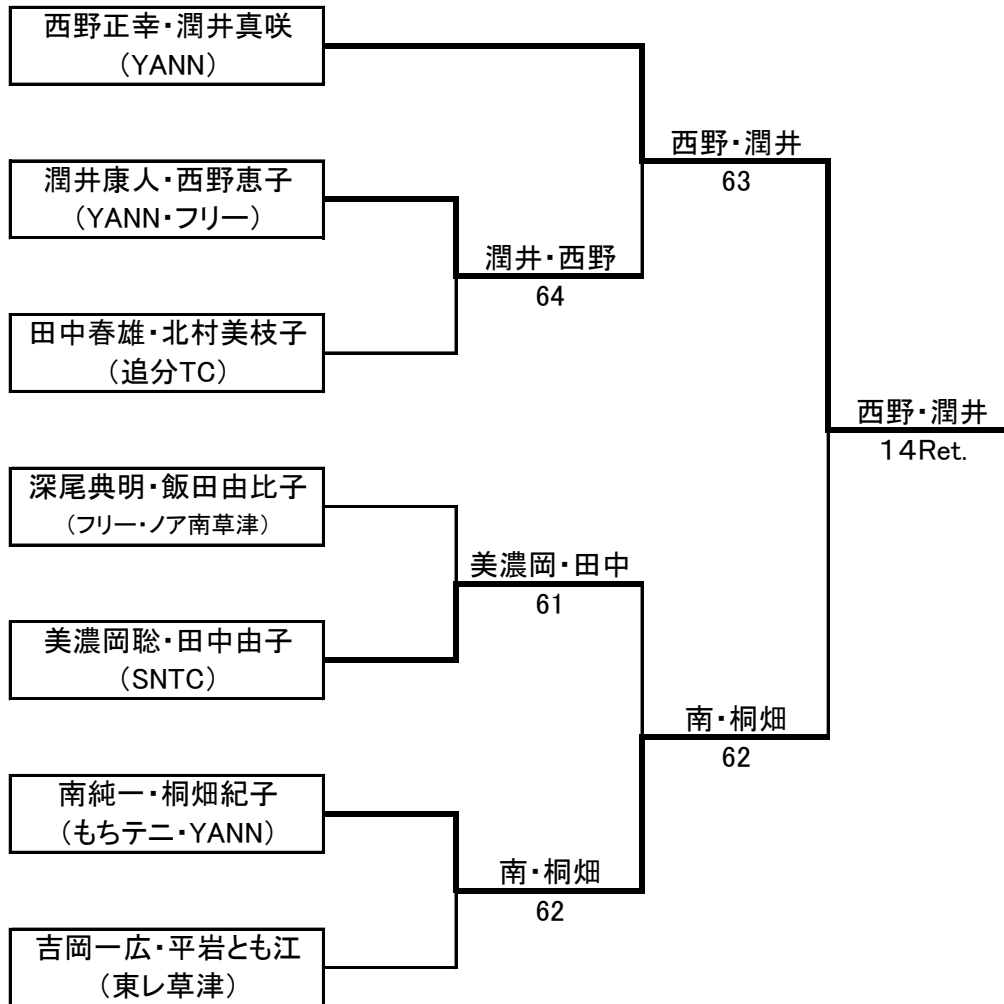 西野正幸・潤井真咲
（YANN）
西野・潤井
63
潤井康人・西野恵子
（YANN・フリー）
潤井・西野
64
田中春雄・北村美枝子
（追分TC）
西野・潤井
14Ret.
深尾典明・飯田由比子
（フリー・ノア南草津）
美濃岡・田中
61
美濃岡聡・田中由子
（SNTC）
南・桐畑
62
南純一・桐畑紀子
（もちテニ・YANN）
南・桐畑
62
吉岡一広・平岩とも江
（東レ草津）